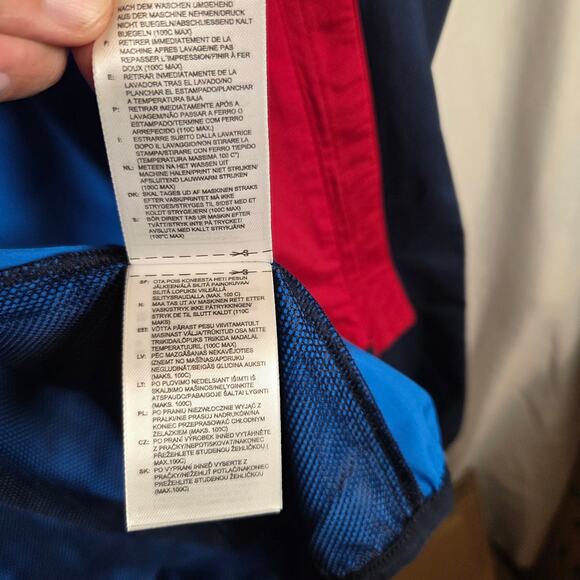 NACH DEM WASCHEN UMGEHEND
AUS DER MASCHINE NEHMEN/DRUCK
NICHT BUEGELN/ABSCHLIESSEND KALT
BUEGELN (100C MAX)
F: RETIRER IMMEDIATEMENT DE LA
MACHINE APRES LAVAGE/NE PAS
REPASSER L'IMPRESSION/FINIR À FER
DOUX (100C MAX)
E: RETIRAR INMEDIATAMENTE DE LA
LAVADORA TRAS EL LAVADO/NO
PLANCHAR EL ESTAMPADO/PLANCHAR
A TEMPERATURA BAJA
P: RETIRAR IMEDIATAMENTE APÓS A
LAVAGEM/NÃO PASSAR A FERRO O
ESTAMPADO/TERMINE COM FERRO
ARREFECIDO (110C MAX)
I: ESTRARRE SUBITO DALLA LAVATRICE
DOPO IL LAVAGGIO/NON STIRARE LA
STAMPA/STIRARE CON FERRO TIEPIDO
(TEMPERATURA MASSIMA 100 C°)
NL: METEEN NA HET WASSEN UIT
MACHINE HALEN/PRINT NIET STRIJKEN/
AFSLUITEND LAUWWARM STRIJKEN
(100C MAX)
DK: SKAL TAGES UD AF MASKINEN STRAKS
EFTER VASK/PRINTET MÅ IKKE
STRYGES/STRYGES TIL SIDST MED ET
KOLDT STRYGEJERN (100C MAX)
S: BÖR DIREKT TAS UR MASKIN EFTER
TVÄTT/STRYK INTE PÅ TRYCKET/
AVSLUTA MED KALLT STRYKJÄRN
(100°C MAX)
SF: OTA POIS KONEESTA HETI PESUN
JÄLKEEN/ÄLÄ SILITÄ PAINOKUVAA/
SILITÄ LOPUKSI VIILEÄLLÄ
SILITYSRAUDALLA (MAX. 100 C)
N: MAA TAS UT AV MASKINEN RETT ETTER
VASK/STRYK IKKE PÅTRYKKINGEN/
STRYK DE TIL SLUTT KALDT (110C
MAKS)
EST: VÕTTA PÄRAST PESU VIIVITAMATULT
MASINAST VÄLJA/TRÜKITUD OSA MITTE
TRIIKIDA/LÕPUKS TRIIKIDA MADALAL
TEMPERATUURIL (100C MAX)
LV: PĒC MAZGĀŠANAS NEKAVĒJOTIES
IZŅEMT NO MAŠĪNAS/APDRUKU
NEGLUDINĀT/BEIGĀS GLUDINA AUKSTI
(MAKS. 100C)
LT: PO PLOVIMO NEDELSIANT IŠIMTI IŠ
SKALBIMO MAŠINOS/NELYGINKITE
ATSPAUDO/PABAIGOJE ŠALTAI LYGINTI
(MAKS. 100C)
PL: PO PRANIU NIEZWŁOCZNIE WYJĄĆ Z
PRALKI/NIE PRASUJ NADRUKÓW/NA
KONIEC PRZEPRASOWAĆ CHŁODNYM
ŻELAZKIEM (MAKS. 100C)
CZ: PO PRANÍ VÝROBEK IHNED VYTÁHNĚTE
Z PRAČKY/NEPOTISKOVAT/NAKONEC
PŘEŽEHLETE STUDENOU ŽEHLIČKOU (
MAX.100C)
SK: PO VYPRANÍ IHNEĎ VYBERTE Z
PRAČKY/NEŽEHLIŤ POTLAČ/NAKONIEC
PREŽEHLITE STUDENOU ŽEHLIČKOU
(MAX.100C)